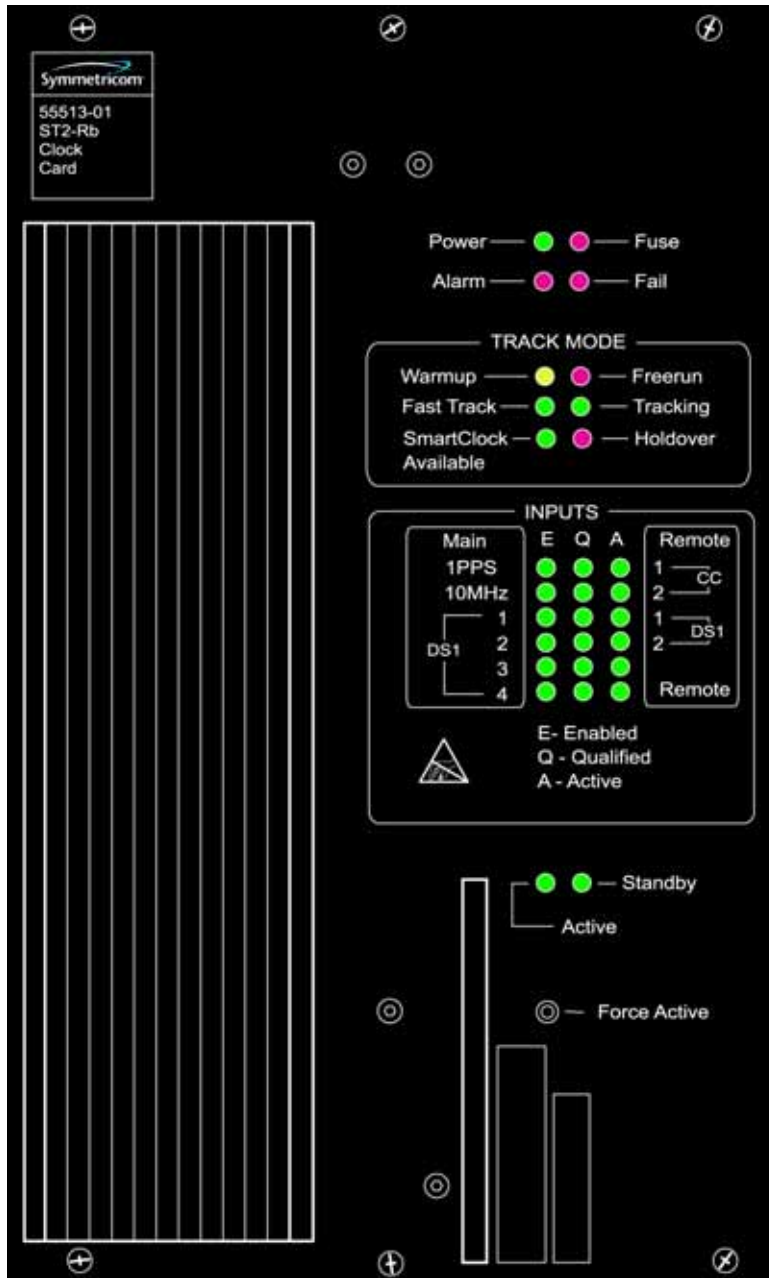 Symmetricom
55513-01
ST2-Rb
Clock
Card
Power
Fuse
Alarm
Fail
TRACK MODE
Warmup
Freerun
Fast Track
Tracking
SmartClock
Available
Holdover
INPUTS
Main E Q A Remote
1PPS 1 CC
10MHz 2
DS1 1 1 DS1
2 2
3
4 Remote
E- Enabled
Q - Qualified
A - Active
Standby
Active
Force Active